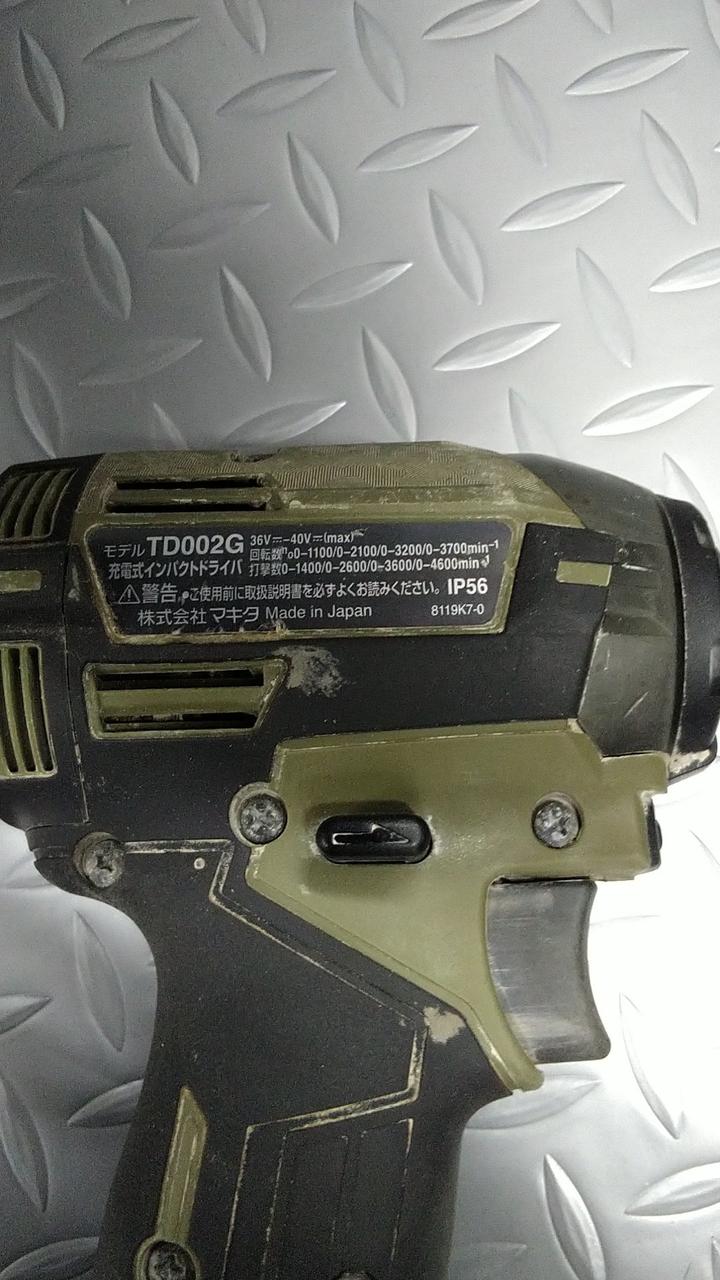 モデル TD002G 36V⎓-40V⎓(max)
回転数 n₀0-1100/0-2100/0-3200/0-3700min⁻¹
充電式インパクトドライバ 打撃数0-1400/0-2600/0-3600/0-4600min⁻¹
⚠警告 ご使用前に取扱説明書を必ずよくお読みください。 IP56
株式会社 マキタ Made in Japan 8119K7-0